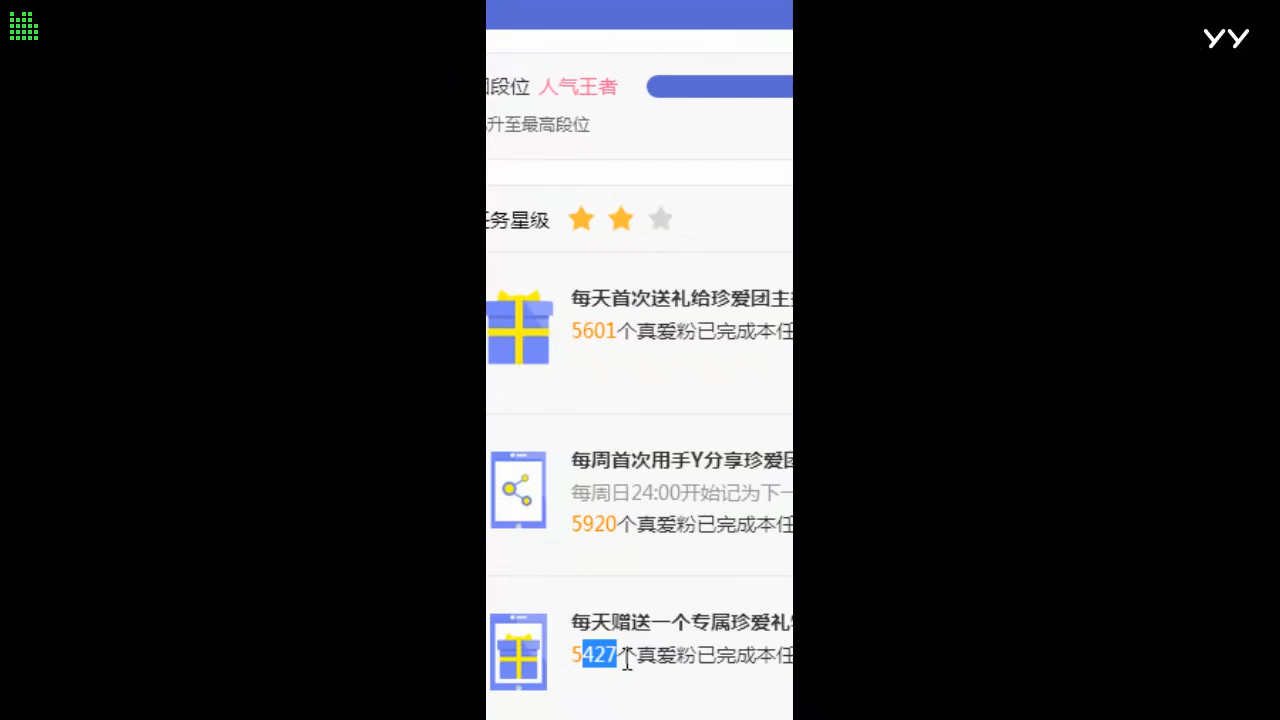 YY
段位 人气王者
升至最高段位
任务星级
每天首次送礼给珍爱团主
5601个真爱粉已完成本任
每周首次用手Y分享珍爱团
每周日24:00开始记为下一
5920个真爱粉已完成本任
每天赠送一个专属珍爱礼
5427个真爱粉已完成本任